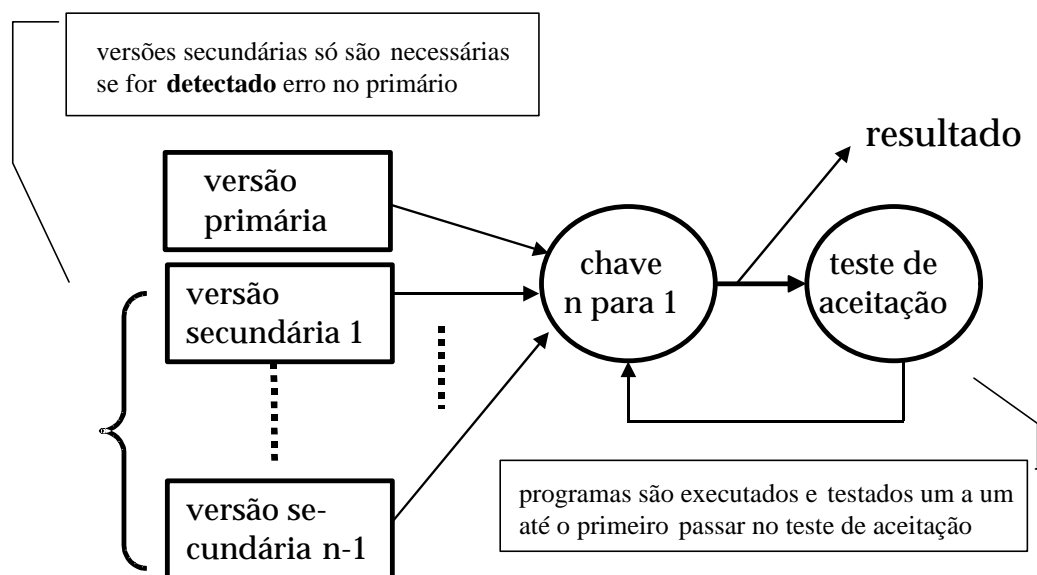 versões secundárias só são necessárias
se for detectado erro no primário
resultado
versão
primária
chave
n para 1
teste de
aceitação
versão
secundária 1
versão se-
cundária n-1
programas são executados e testados um a um
até o primeiro passar no teste de aceitação